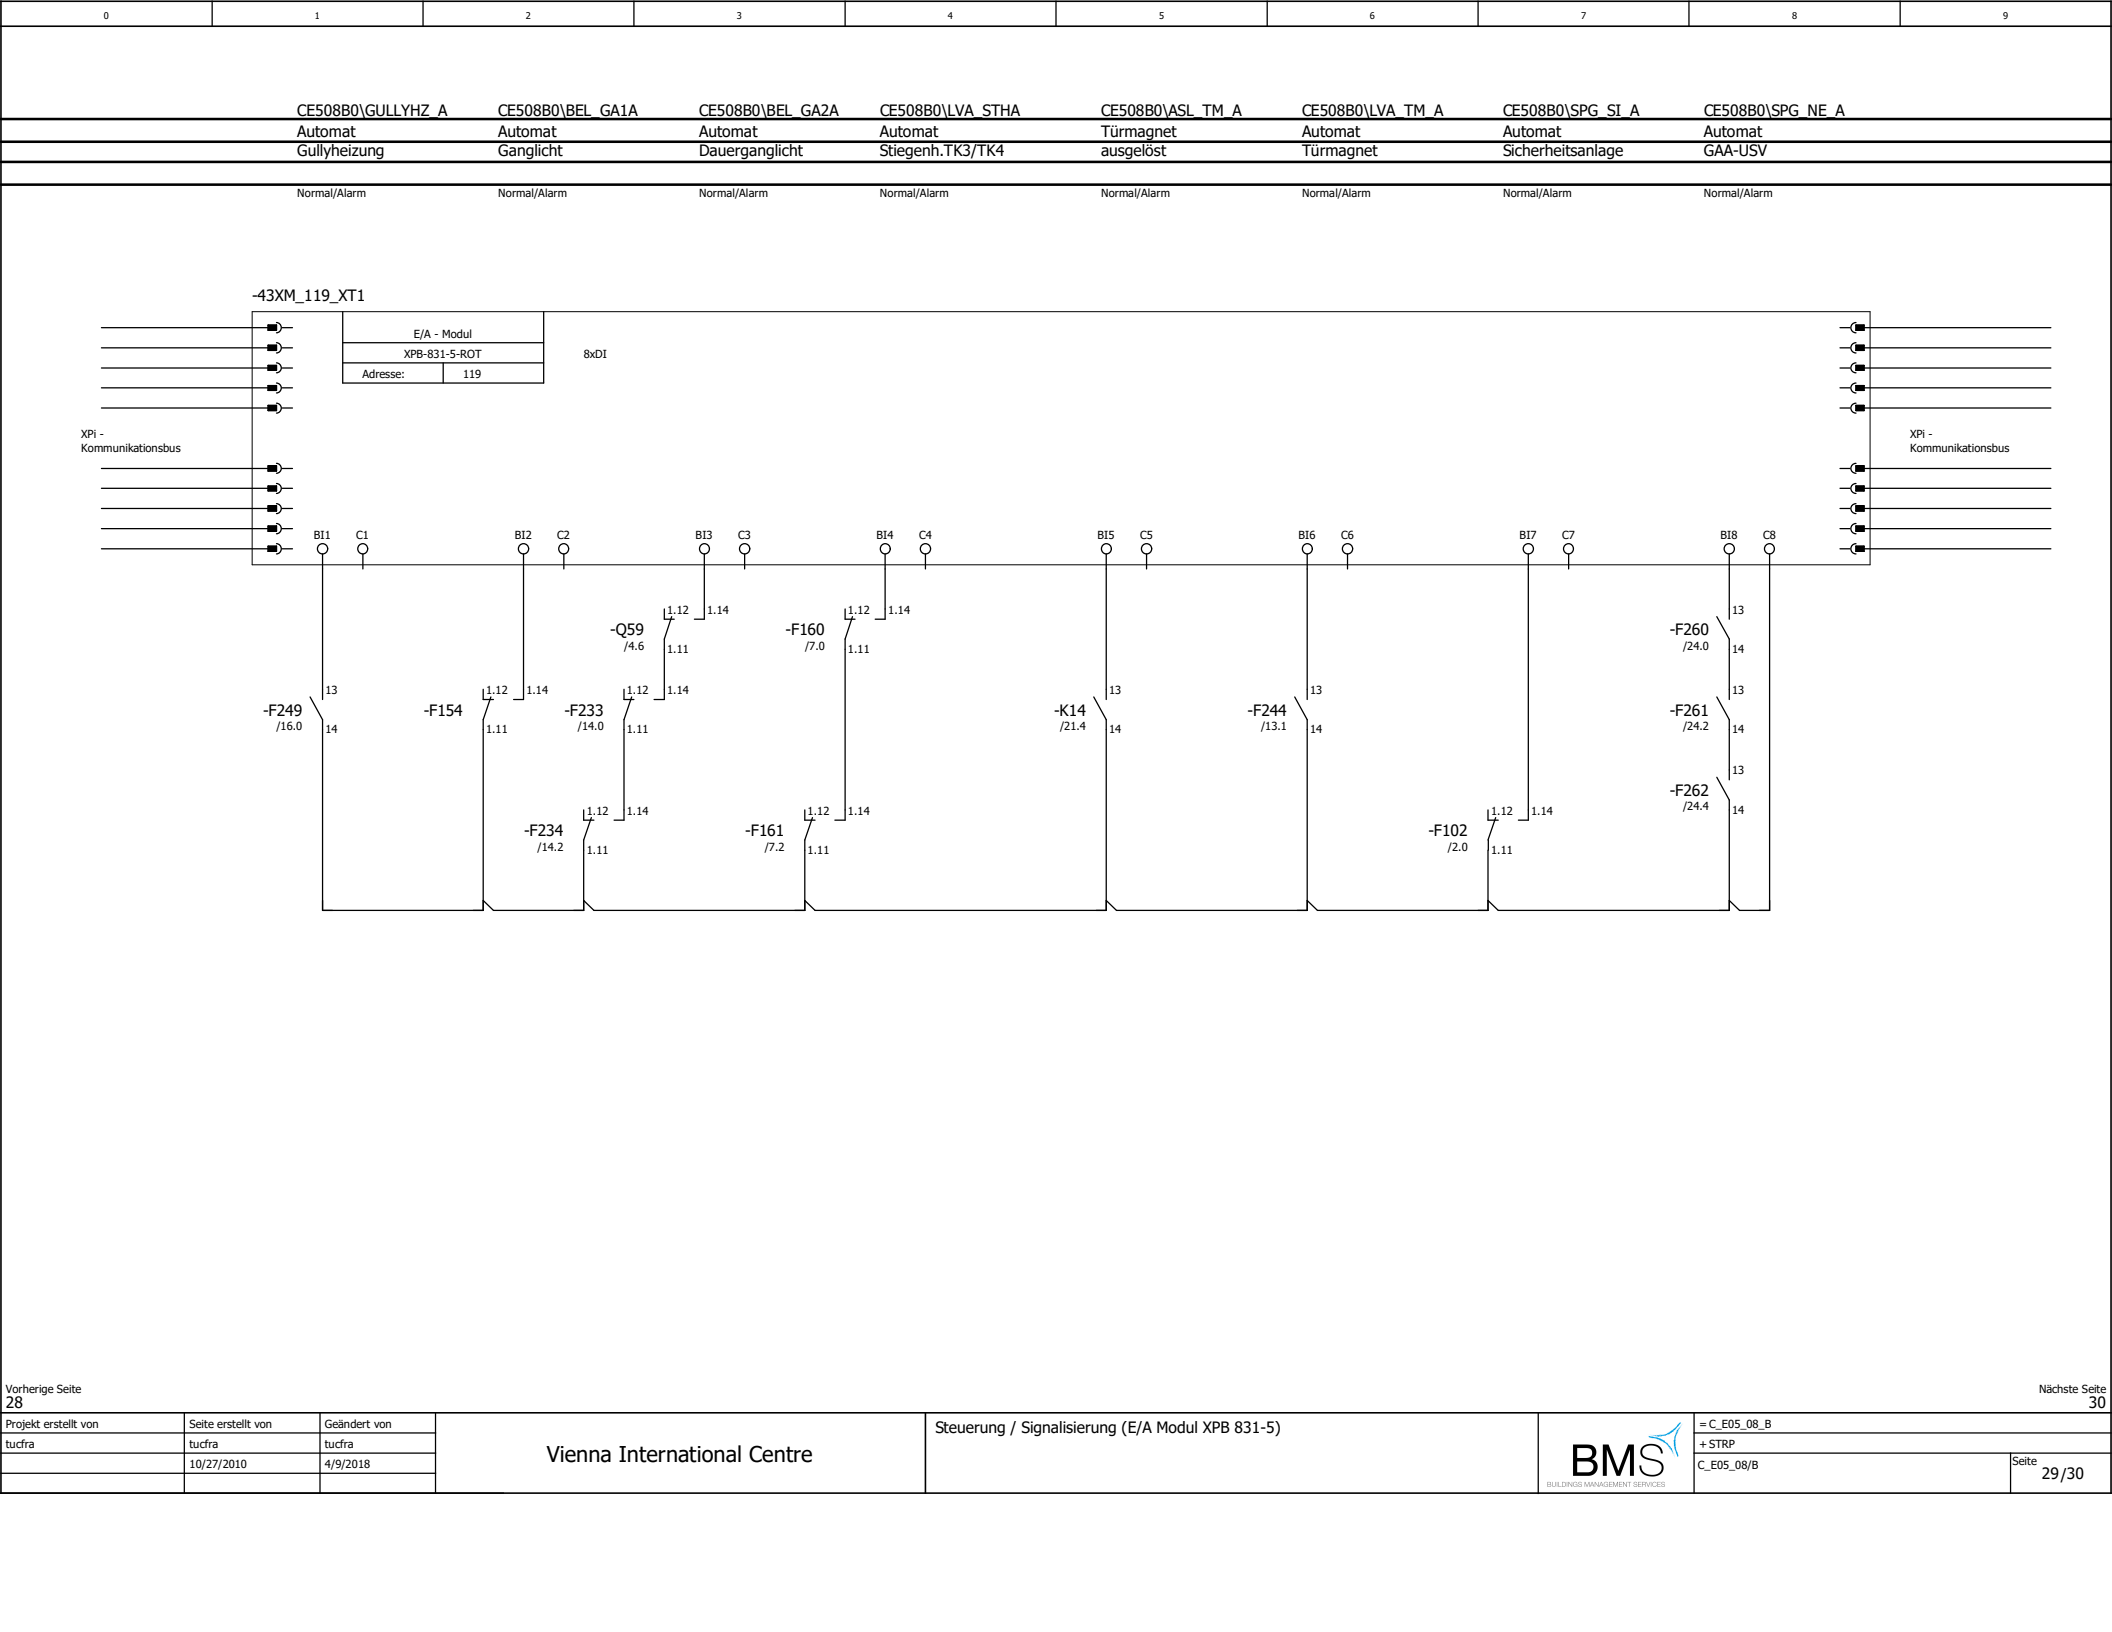 0 1 2 3 4 5 6 7 8 9
CE508B0\GULLYHZ_A CE508B0\BEL_GA1A CE508B0\BEL_GA2A CE508B0\LVA_STHA CE508B0\ASL_TM_A CE508B0\LVA_TM_A CE508B0\SPG_SI_A CE508B0\SPG_NE_A
Automat Automat Automat Automat Türmagnet Automat Automat Automat
Gullyheizung Ganglicht Dauerganglicht Stiegenh.TK3/TK4 ausgelöst Türmagnet Sicherheitsanlage GAA-USV
Normal/Alarm Normal/Alarm Normal/Alarm Normal/Alarm Normal/Alarm Normal/Alarm Normal/Alarm Normal/Alarm
-43XM_119_XT1
E/A - Modul
XPB-831-5-ROT 8xDI
Adresse: 119
XPi - XPi -
Kommunikationsbus Kommunikationsbus
BI1 C1 BI2 C2 BI3 C3 BI4 C4 BI5 C5 BI6 C6 BI7 C7 BI8 C8
1.12 1.14 1.12 1.14 13
-Q59 -F160 -F260
/4.6 /7.0 /24.0
1.11 1.11 14
13 1.12 1.14 1.12 1.14 13 13 13
-F249 -F154 -F233 -K14 -F244 -F261
/16.0 /14.0 /21.4 /13.1 /24.2
14 1.11 1.11 14 14 14
13
-F262
/24.4
1.12 1.14 1.12 1.14 1.12 1.14 14
-F234 -F161 -F102
/14.2 /7.2 /2.0
1.11 1.11 1.11
Vorherige Seite Nächste Seite
28 30
Projekt erstellt von Seite erstellt von Geändert von
tucfra tucfra tucfra
10/27/2010 4/9/2018
Vienna International Centre
Steuerung / Signalisierung (E/A Modul XPB 831-5)
BMS
BUILDINGS MANAGEMENT SERVICES
= C_E05_08_B
+ STRP
C_E05_08/B
Seite 29/30